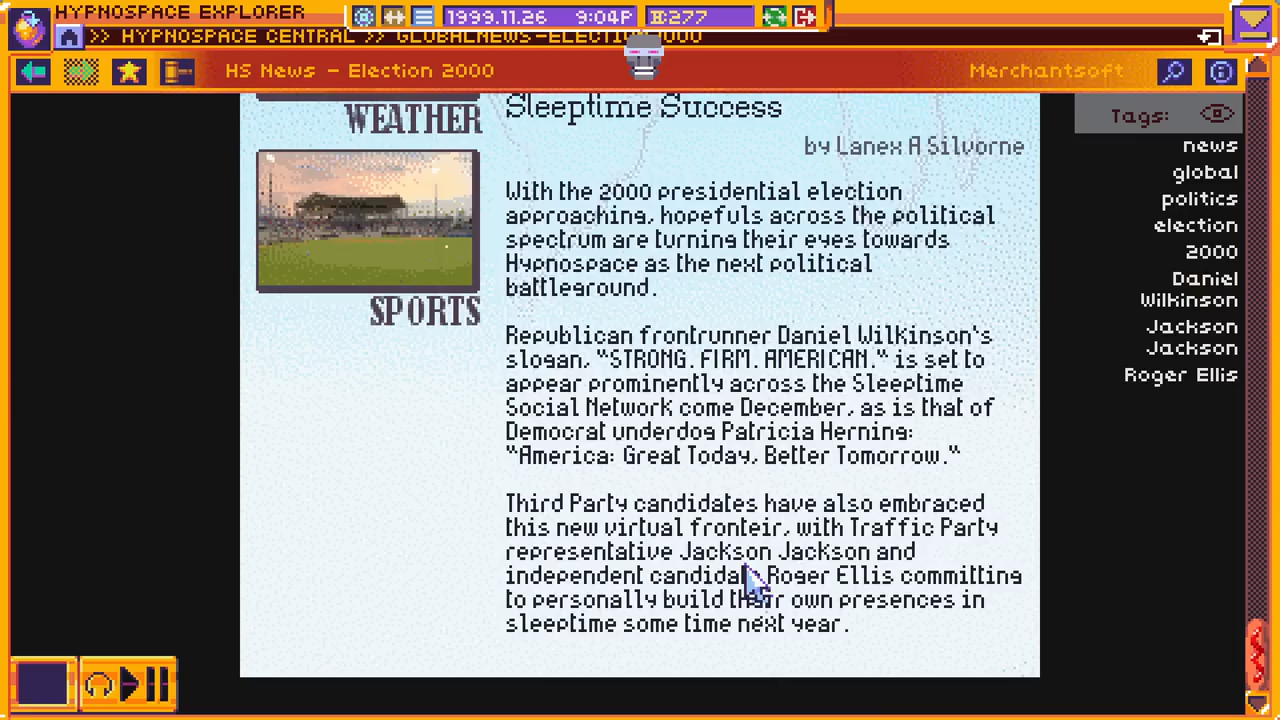 HYPNOSPACE EXPLORER
1999.11.26 9:04P
277
>> HYPNOSPACE CENTRAL >> GLOBALNEWS-ELECTION2000
HS News - Election 2000
Merchantsoft
WEATHER
SPORTS
Sleeptime Success
by Lanex A Silvorne
With the 2000 presidential election
approaching, hopefuls across the political
spectrum are turning their eyes towards
Hypnospace as the next political
battleground.
Republican frontrunner Daniel Wilkinson's
slogan, "STRONG. FIRM. AMERICAN." is set to
appear prominently across the Sleeptime
Social Network come December, as is that of
Democrat underdog Patricia Herning:
"America: Great Today, Better Tomorrow."
Third Party candidates have also embraced
this new virtual fronteir, with Traffic Party
representative Jackson Jackson and
independent candidate Roger Ellis committing
to personally build their own presences in
sleeptime some time next year.
Tags:
news
global
politics
election
2000
Daniel
Wilkinson
Jackson
Jackson
Roger Ellis